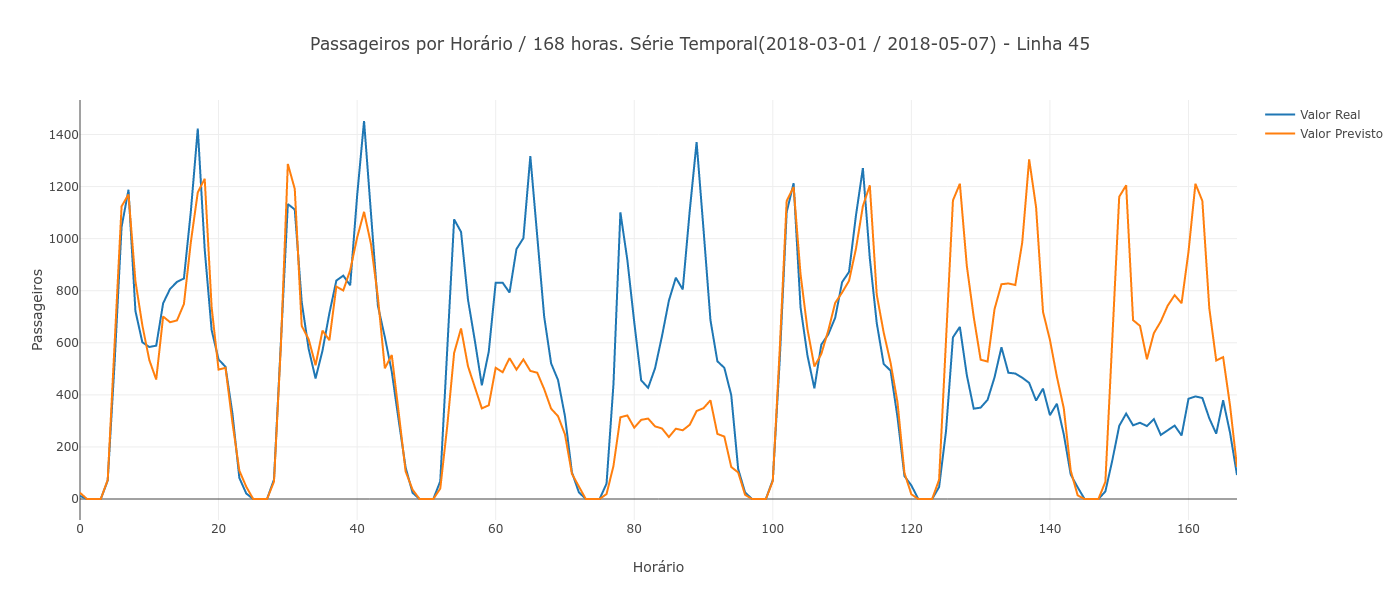 Passageiros por Horário / 168 horas. Série Temporal(2018-03-01 / 2018-05-07) - Linha 45
Valor Real
Valor Previsto
Passageiros
1400
1200
1000
800
600
400
200
0
0 20 40 60 80 100 120 140 160
Horário